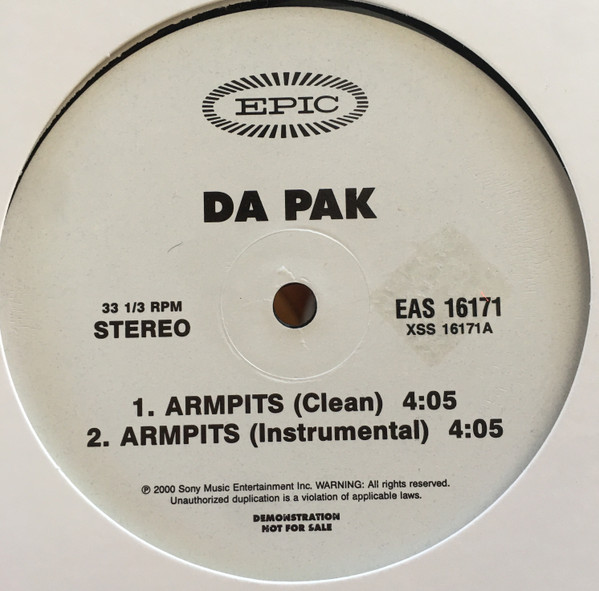 EPIC
DA PAK
33 1/3 RPM
STEREO
EAS 16171
XSS 16171A
1. ARMPITS (Clean) 4:05
2. ARMPITS (Instrumental) 4:05
℗ 2000 Sony Music Entertainment Inc. WARNING: All rights reserved.
Unauthorized duplication is a violation of applicable laws.
DEMONSTRATION
NOT FOR SALE